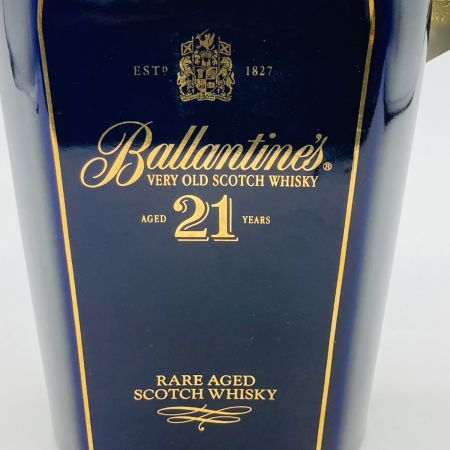 ESTD 1827
Ballantine's®
VERY OLD SCOTCH WHISKY
AGED 21 YEARS
RARE AGED
SCOTCH WHISKY